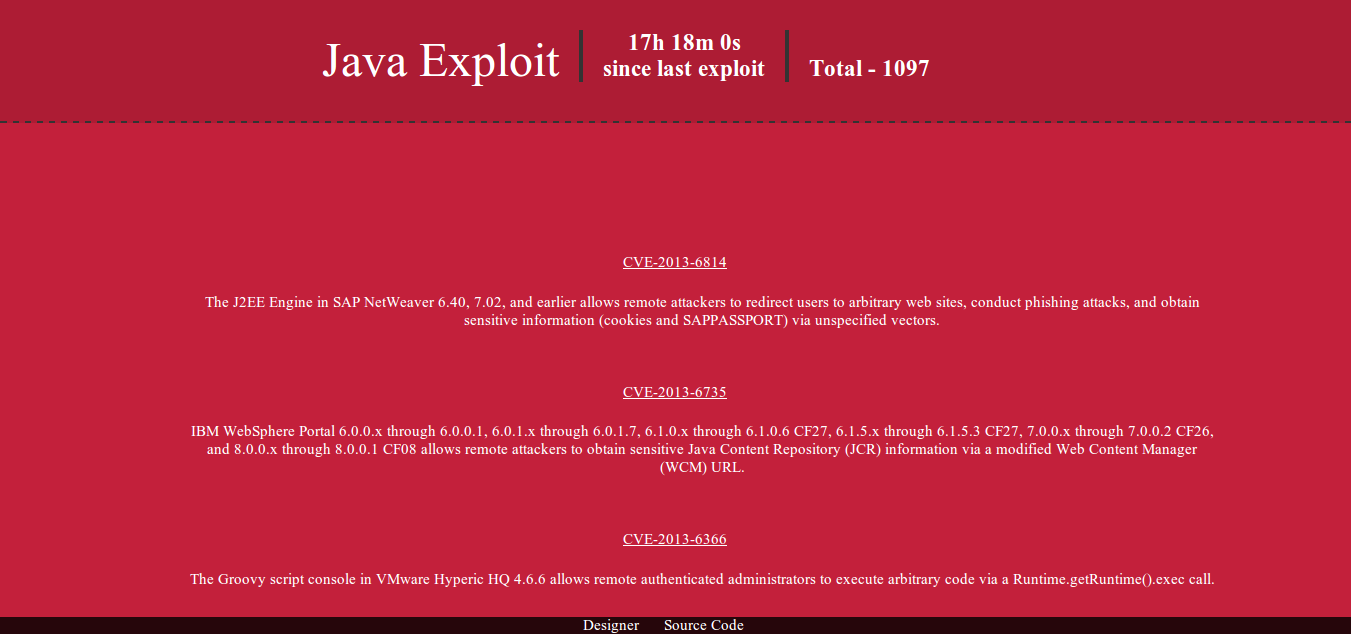 Java Exploit
17h 18m 0s
since last exploit
Total - 1097
CVE-2013-6814
The J2EE Engine in SAP NetWeaver 6.40, 7.02, and earlier allows remote attackers to redirect users to arbitrary web sites, conduct phishing attacks, and obtain
sensitive information (cookies and SAPPASSPORT) via unspecified vectors.
CVE-2013-6735
IBM WebSphere Portal 6.0.0.x through 6.0.0.1, 6.0.1.x through 6.0.1.7, 6.1.0.x through 6.1.0.6 CF27, 6.1.5.x through 6.1.5.3 CF27, 7.0.0.x through 7.0.0.2 CF26,
and 8.0.0.x through 8.0.0.1 CF08 allows remote attackers to obtain sensitive Java Content Repository (JCR) information via a modified Web Content Manager
(WCM) URL.
CVE-2013-6366
The Groovy script console in VMware Hyperic HQ 4.6.6 allows remote authenticated administrators to execute arbitrary code via a Runtime.getRuntime().exec call.
Designer Source Code